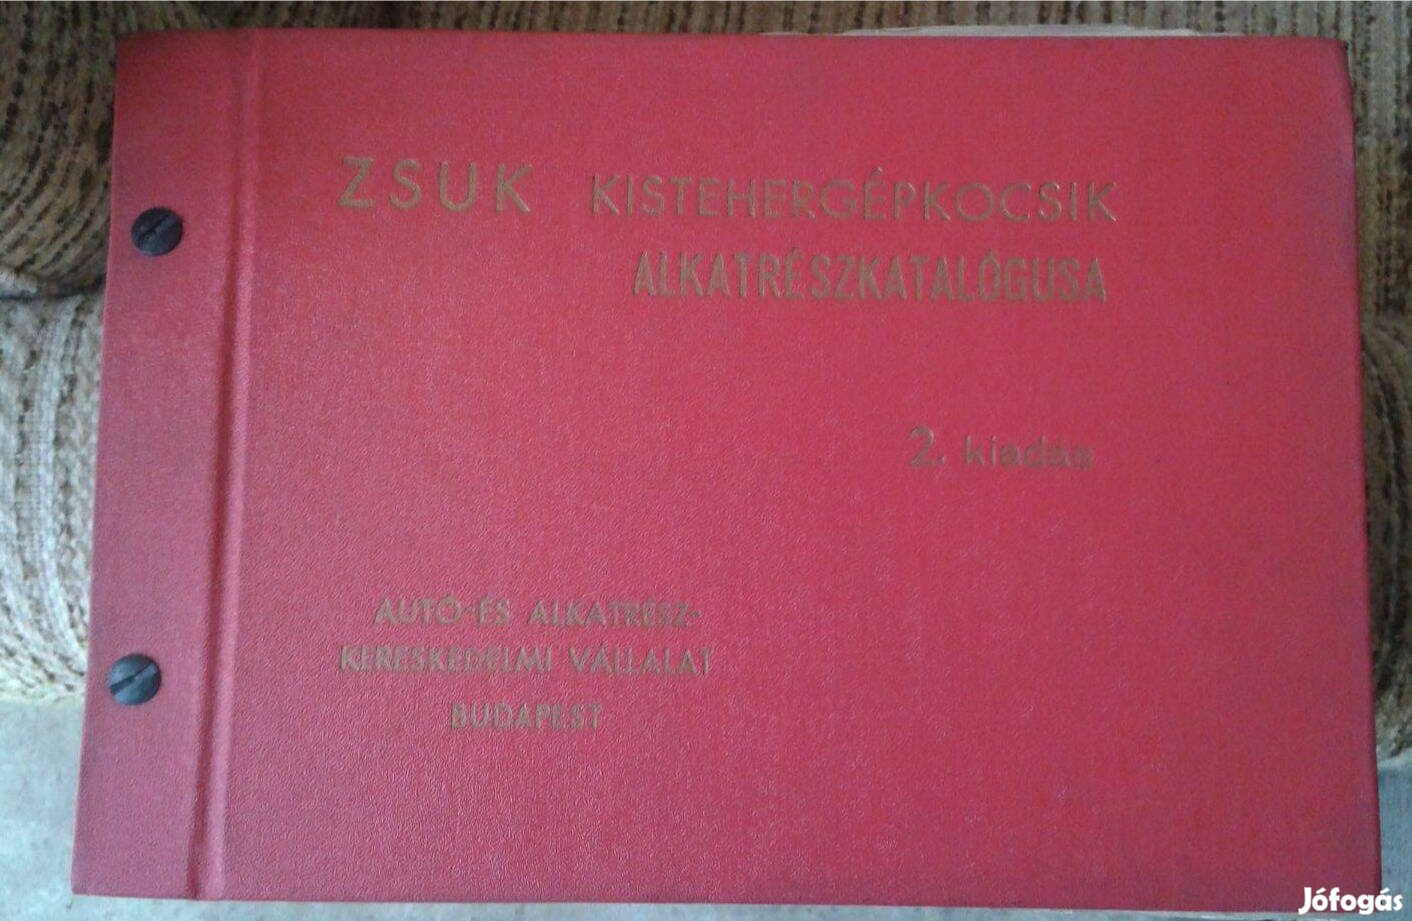 ZSUK KISTEHERGÉPKOCSIK
ALKATRÉSZKATALÓGUSA
2. kiadás
AUTÓ-ÉS ALKATRÉSZ-
KERESKEDELMI VÁLLALAT
BUDAPEST
Jófogás